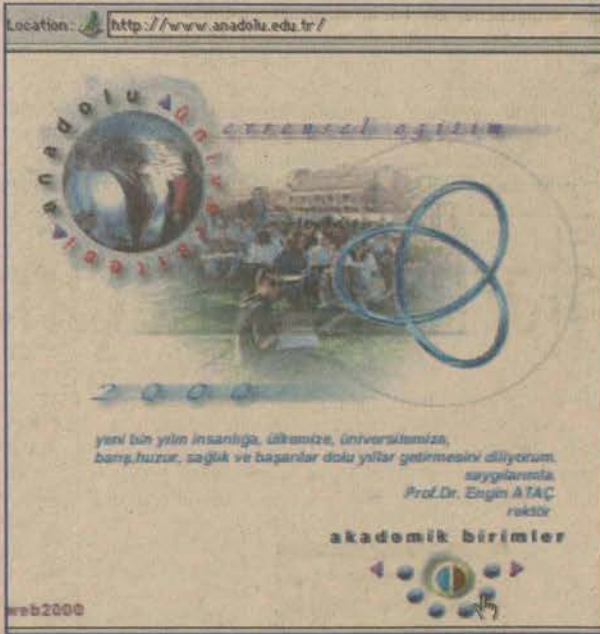 Location: http://www.anadolu.edu.tr/
anadolu üniversitesi
evrensel eğitim
2000
yeni bin yılın insanlığa, ülkemize, üniversitemize,
barış,huzur, sağlık ve başarılar dolu yıllar getirmesini diliyorum.
saygılarımla.
Prof.Dr. Engin ATAÇ
rektör
akademik birimler
web2000